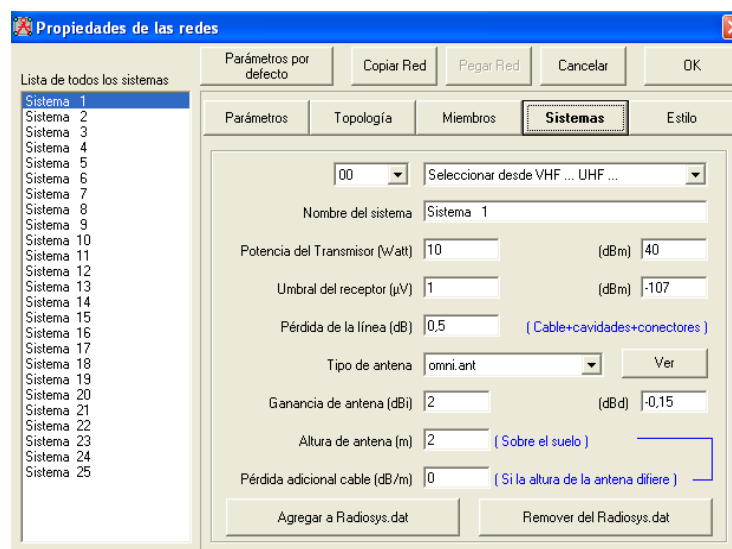 Propiedades de las redes
Lista de todos los sistemas
Sistema 1
Sistema 2
Sistema 3
Sistema 4
Sistema 5
Sistema 6
Sistema 7
Sistema 8
Sistema 9
Sistema 10
Sistema 11
Sistema 12
Sistema 13
Sistema 14
Sistema 15
Sistema 16
Sistema 17
Sistema 18
Sistema 19
Sistema 20
Sistema 21
Sistema 22
Sistema 23
Sistema 24
Sistema 25
Parámetros por
defecto
Copiar Red
Pegar Red
Cancelar
OK
Parámetros
Topología
Miembros
Sistemas
Estilo
00
Seleccionar desde VHF ... UHF ...
Nombre del sistema Sistema 1
Potencia del Transmisor (Watt) 10 (dBm) 40
Umbral del receptor (µV) 1 (dBm) -107
Pérdida de la línea (dB) 0,5 ( Cable+cavidades+conectores )
Tipo de antena omni.ant Ver
Ganancia de antena (dBi) 2 (dBd) -0,15
Altura de antena (m) 2 ( Sobre el suelo )
Pérdida adicional cable (dB/m) 0 ( Si la altura de la antena difiere )
Agregar a Radiosys.dat
Remover del Radiosys.dat